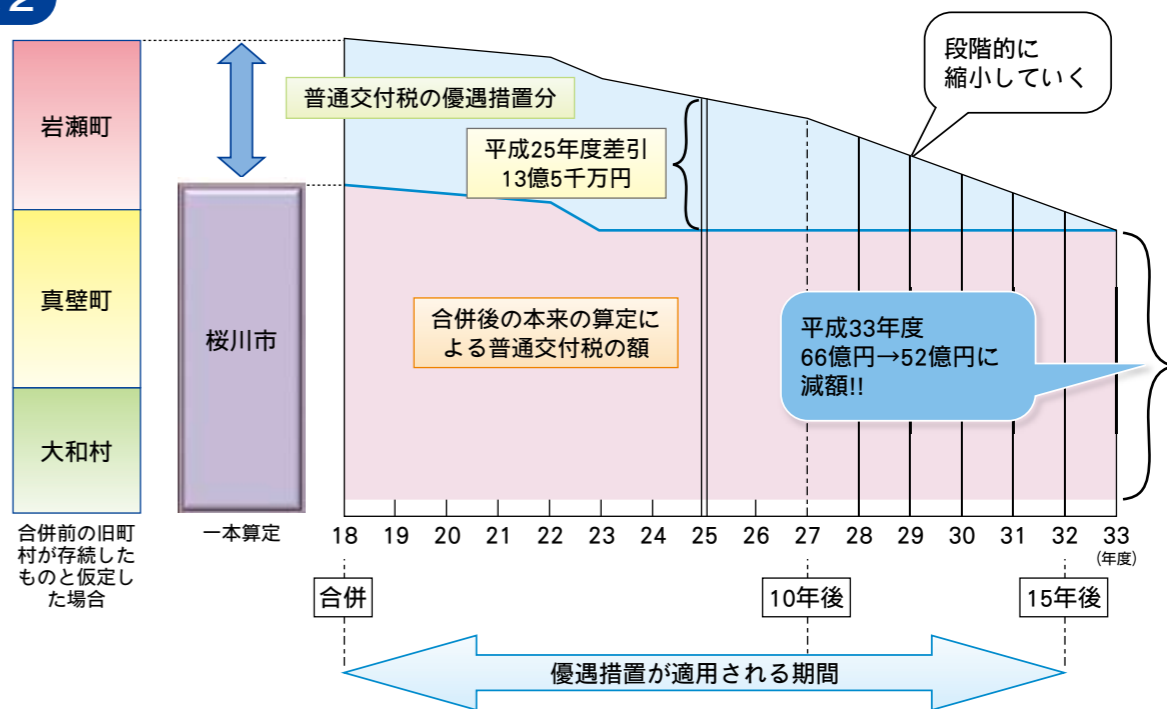 2
岩瀬町
真壁町
大和村
合併前の旧町
村が存続した
ものと仮定し
た場合
桜川市
一本算定
普通交付税の優遇措置分
平成25年度差引
13億5千万円
段階的に
縮小していく
合併後の本来の算定に
よる普通交付税の額
平成33年度
66億円→52億円に
減額!!
18 19 20 21 22 23 24 25 26 27 28 29 30 31 32 33
(年度)
合併
10年後
15年後
優遇措置が適用される期間